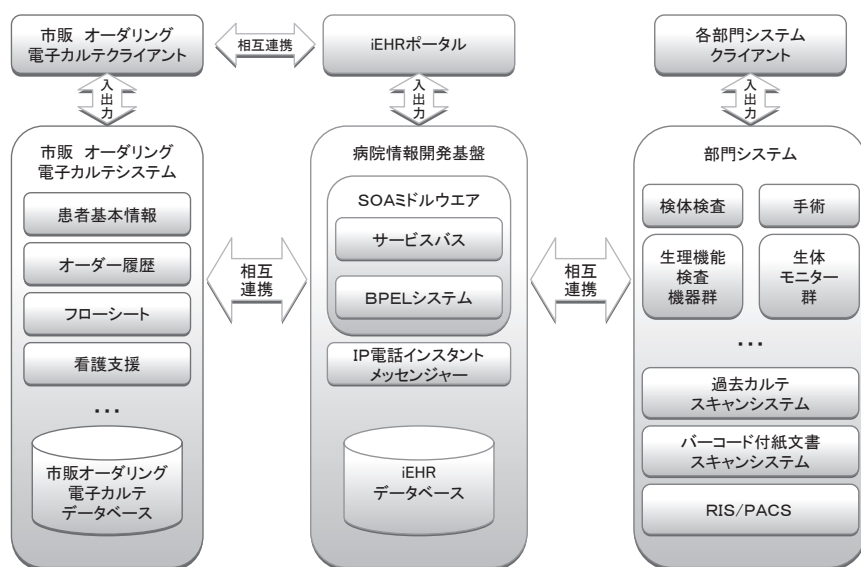 市販 オーダリング
電子カルテクライアント
相互連携
iEHRポータル
各部門システム
クライアント
入出力
入出力
入出力
市販 オーダリング
電子カルテシステム
患者基本情報
オーダー履歴
フローシート
看護支援
...
市販オーダリング
電子カルテ
データベース
相互
連携
病院情報開発基盤
SOAミドルウエア
サービスバス
BPELシステム
IP電話インスタント
メッセンジャー
iEHR
データベース
相互
連携
部門システム
検体検査
手術
生理機能
検査
機器群
生体
モニター
群
...
過去カルテ
スキャンシステム
バーコード付紙文書
スキャンシステム
RIS/PACS